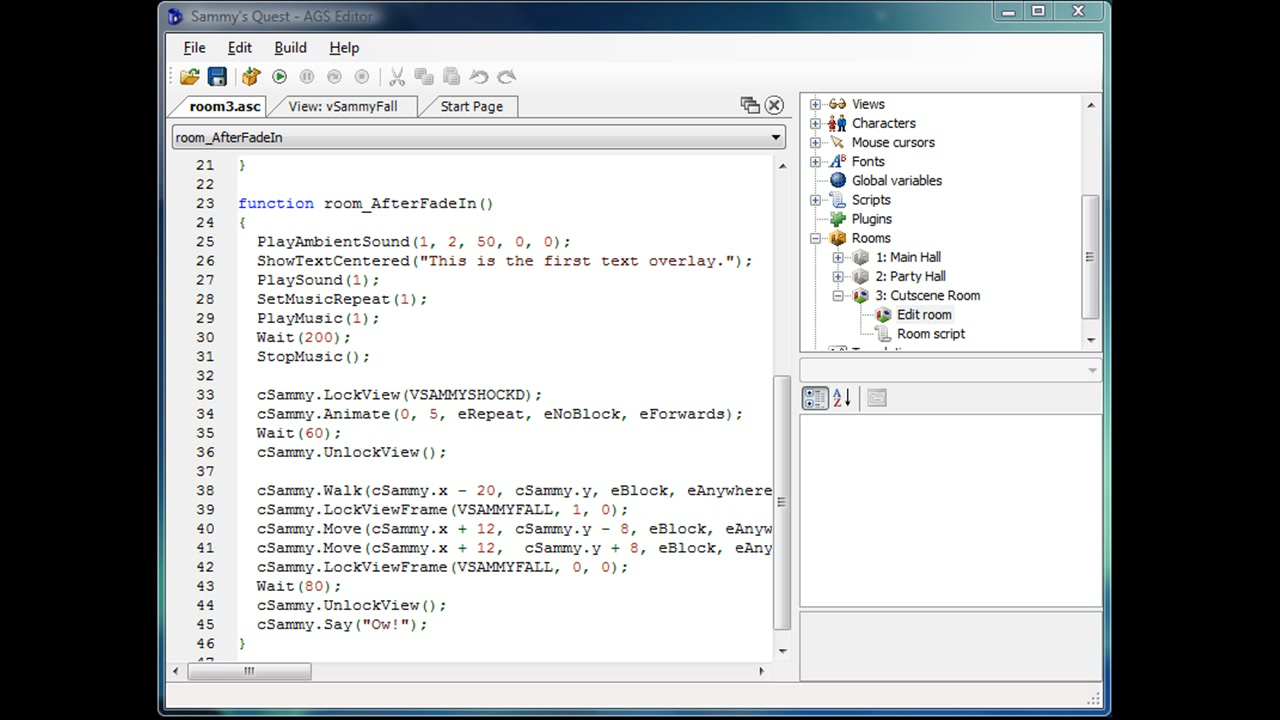 Sammy's Quest - AGS Editor
File Edit Build Help
room3.asc View: vSammyFall Start Page
room_AfterFadeIn
21 }
22
23 function room_AfterFadeIn()
24 {
25 PlayAmbientSound(1, 2, 50, 0, 0);
26 ShowTextCentered("This is the first text overlay.");
27 PlaySound(1);
28 SetMusicRepeat(1);
29 PlayMusic(1);
30 Wait(200);
31 StopMusic();
32
33 cSammy.LockView(VSAMMYSHOCKD);
34 cSammy.Animate(0, 5, eRepeat, eNoBlock, eForwards);
35 Wait(60);
36 cSammy.UnlockView();
37
38 cSammy.Walk(cSammy.x - 20, cSammy.y, eBlock, eAnywhere
39 cSammy.LockViewFrame(VSAMMYFALL, 1, 0);
40 cSammy.Move(cSammy.x + 12, cSammy.y - 8, eBlock, eAnyw
41 cSammy.Move(cSammy.x + 12,  cSammy.y + 8, eBlock, eAny
42 cSammy.LockViewFrame(VSAMMYFALL, 0, 0);
43 Wait(80);
44 cSammy.UnlockView();
45 cSammy.Say("Ow!");
46 }
Views
Characters
Mouse cursors
Fonts
Global variables
Scripts
Plugins
Rooms
1: Main Hall
2: Party Hall
3: Cutscene Room
Edit room
Room script